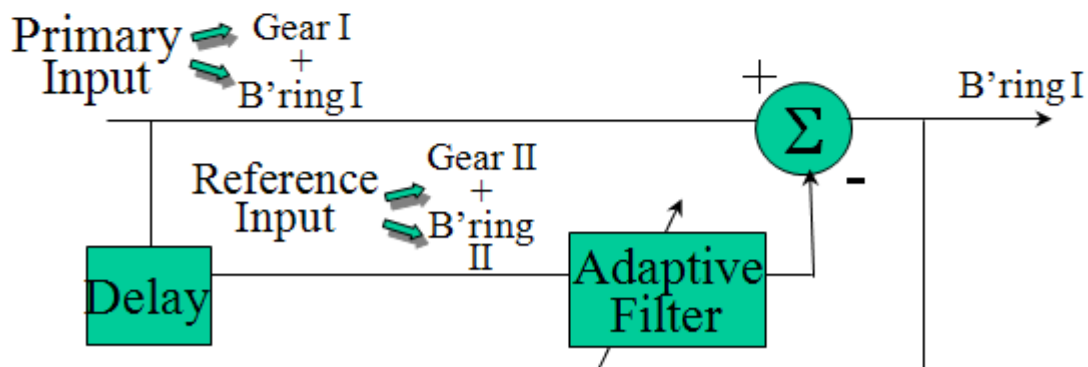 Primary
Input
Gear I
+
B'ring I
+
Σ
-
B'ring I
Reference
Input
Gear II
+
B'ring
II
Delay
Adaptive
Filter